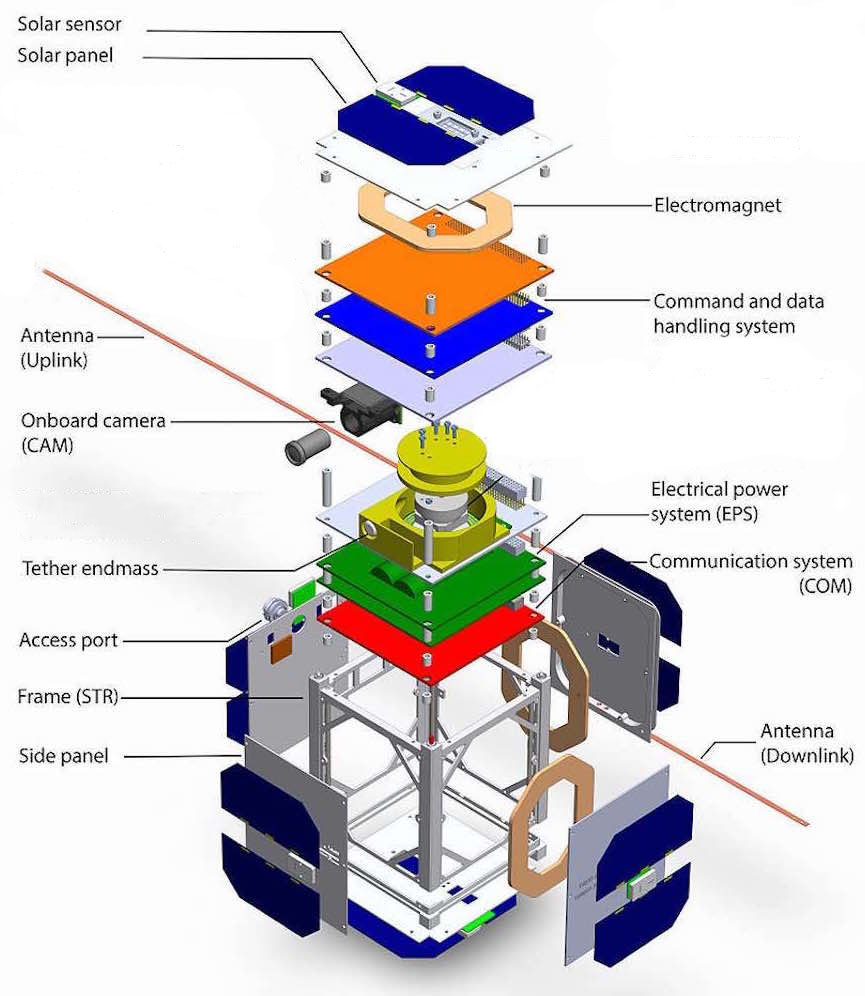 Solar sensor
Solar panel
Electromagnet
Command and data
handling system
Antenna
(Uplink)
Onboard camera
(CAM)
Electrical power
system (EPS)
Tether endmass
Communication system
(COM)
Access port
Frame (STR)
Antenna
(Downlink)
Side panel